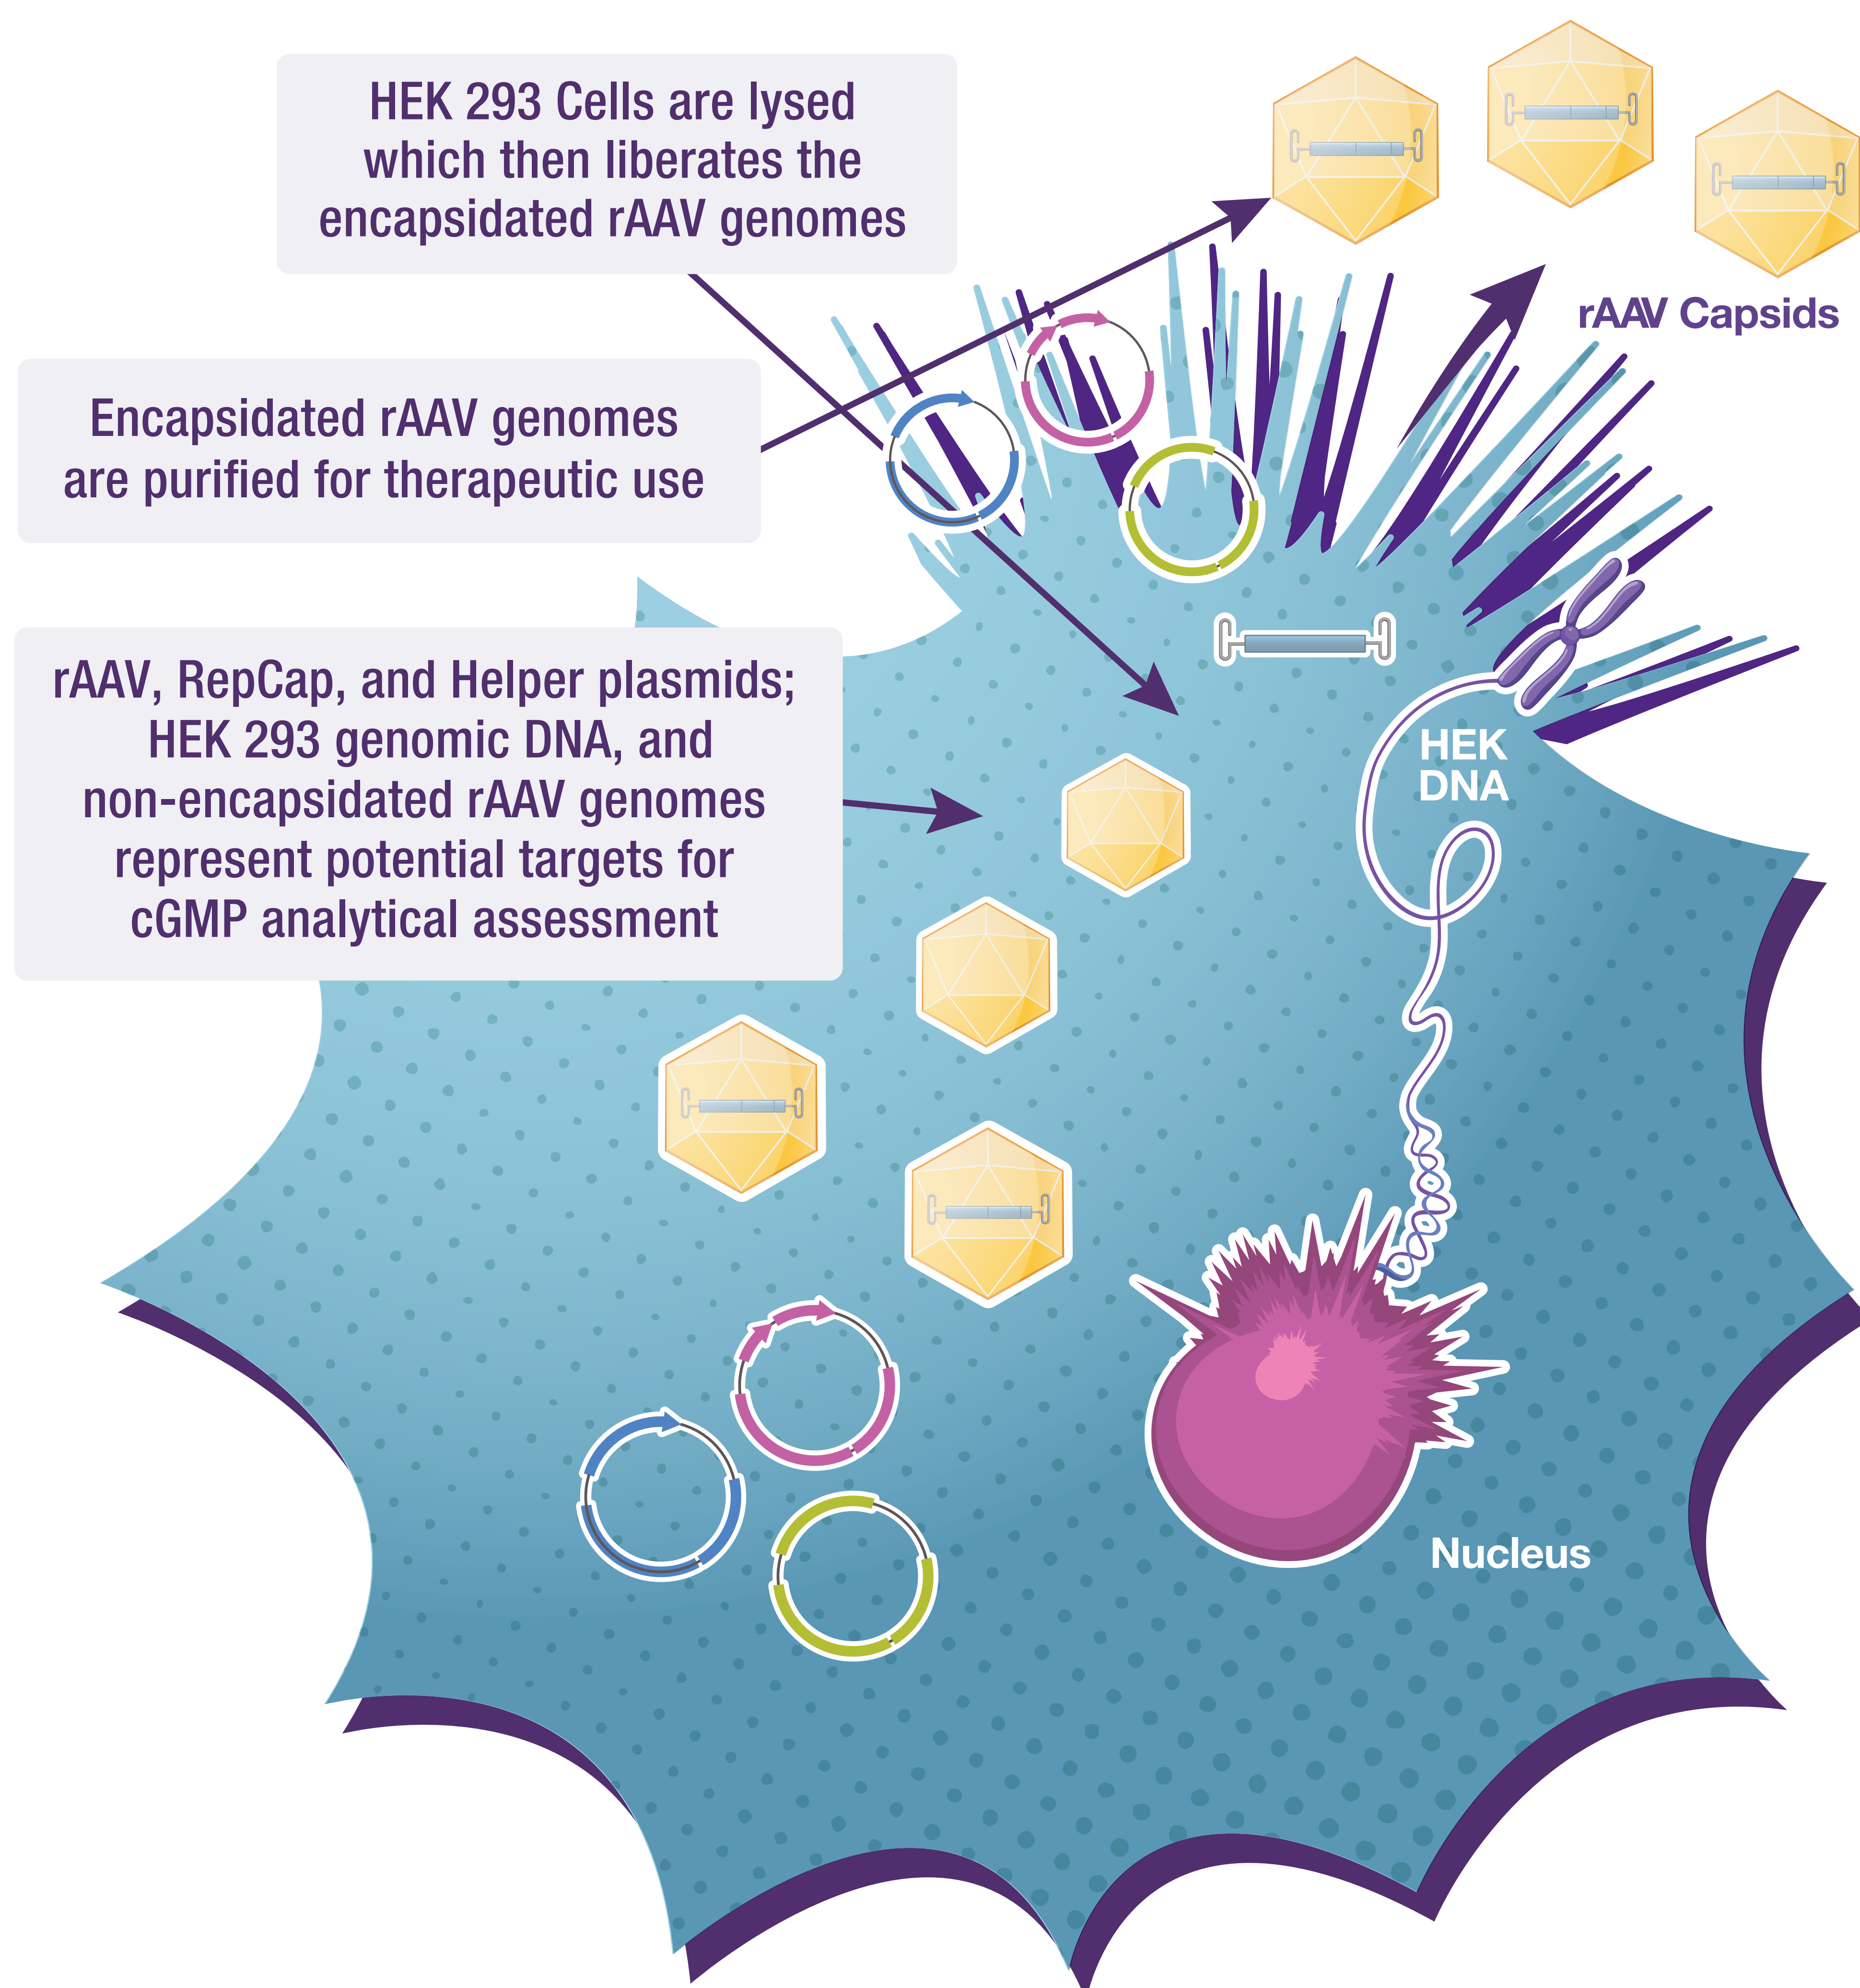 HEK 293 Cells are lysed
which then liberates the
encapsidated rAAV genomes
rAAV Capsids
Encapsidated rAAV genomes
are purified for therapeutic use
rAAV, RepCap, and Helper plasmids;
HEK 293 genomic DNA, and
non-encapsidated rAAV genomes
represent potential targets for
cGMP analytical assessment
HEK
DNA
Nucleus